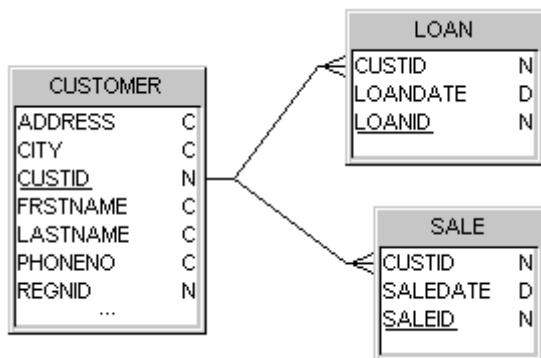 CUSTOMER
ADDRESS C
CITY C
CUSTID N
FRSTNAME C
LASTNAME C
PHONENO C
REGNID N
...
LOAN
CUSTID N
LOANDATE D
LOANID N
SALE
CUSTID N
SALEDATE D
SALEID N